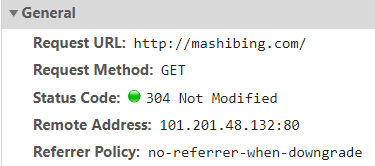 General
Request URL: http://mashibing.com/
Request Method: GET
Status Code: 304 Not Modified
Remote Address: 101.201.48.132:80
Referrer Policy: no-referrer-when-downgrade